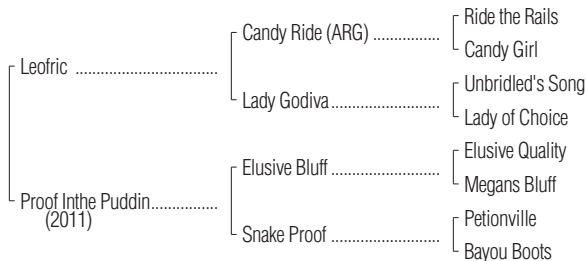 Ride the Rails
Candy Ride (ARG) ................
Candy Girl
Leofric .................................
Unbridled's Song
Lady Godiva ..........................
Lady of Choice
Elusive Quality
Elusive Bluff ..........................
Megans Bluff
Proof Inthe Puddin................
(2011)
Petionville
Snake Proof ..........................
Bayou Boots